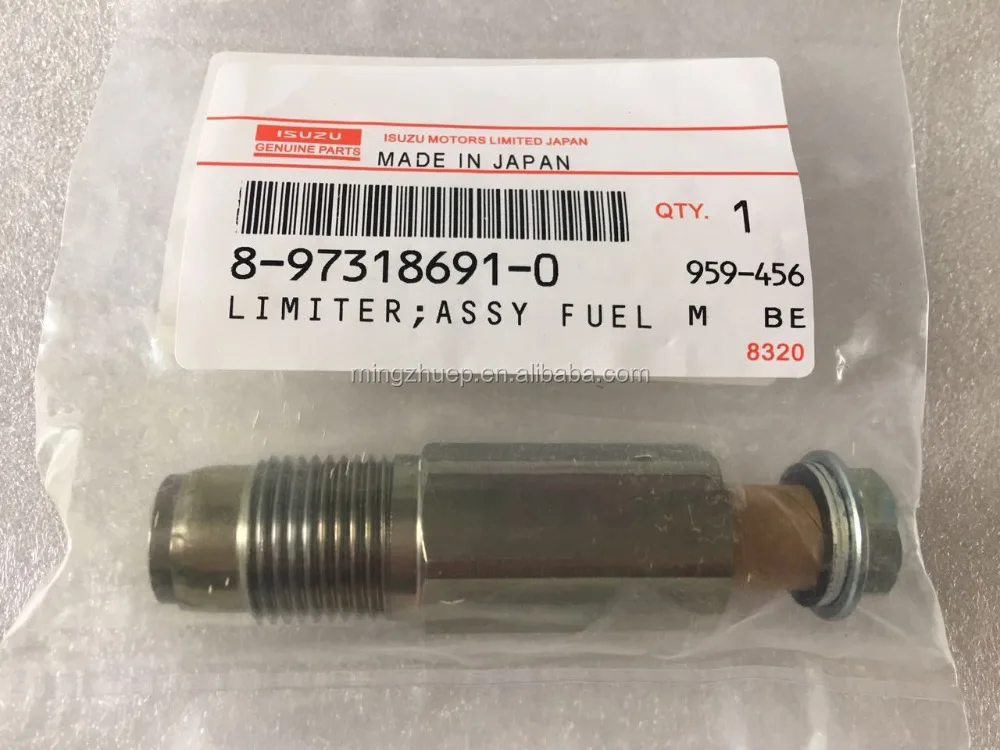 ISUZU
GENUINE PARTS
ISUZU MOTORS LIMITED JAPAN
MADE IN JAPAN
QTY. 1
8-97318691-0 959-456
LIMITER;ASSY FUEL M BE
8320
mingzhuep.en.alibaba.com